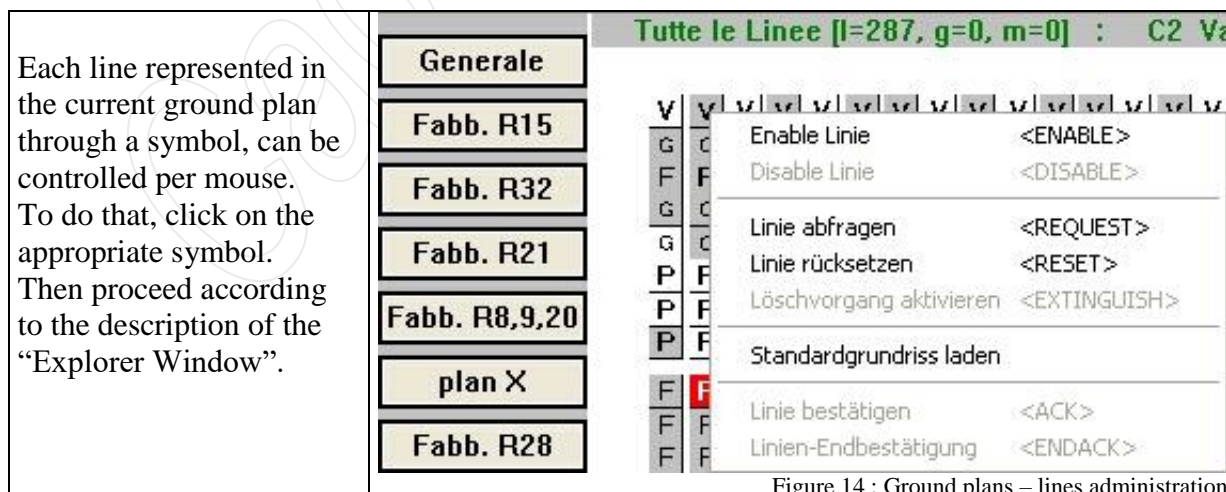 Each line represented in
the current ground plan
through a symbol, can be
controlled per mouse.
To do that, click on the
appropriate symbol.
Then proceed according
to the description of the
“Explorer Window”.
Generale
Fabb. R15
Fabb. R32
Fabb. R21
Fabb. R8,9,20
plan X
Fabb. R28
Tutte le Linee [l=287, g=0, m=0] : C2 Va
V V V V V V V V V V V V V V
G
F F
G
G
P F
P F
P F
F F
F F
F F
Enable Linie <ENABLE>
Disable Linie <DISABLE>
Linie abfragen <REQUEST>
Linie rücksetzen <RESET>
Löschvorgang aktivieren <EXTINGUISH>
Standardgrundriss laden
Linie bestätigen <ACK>
Linien-Endbestätigung <ENDACK>
Figure 14 : Ground plans – lines administration